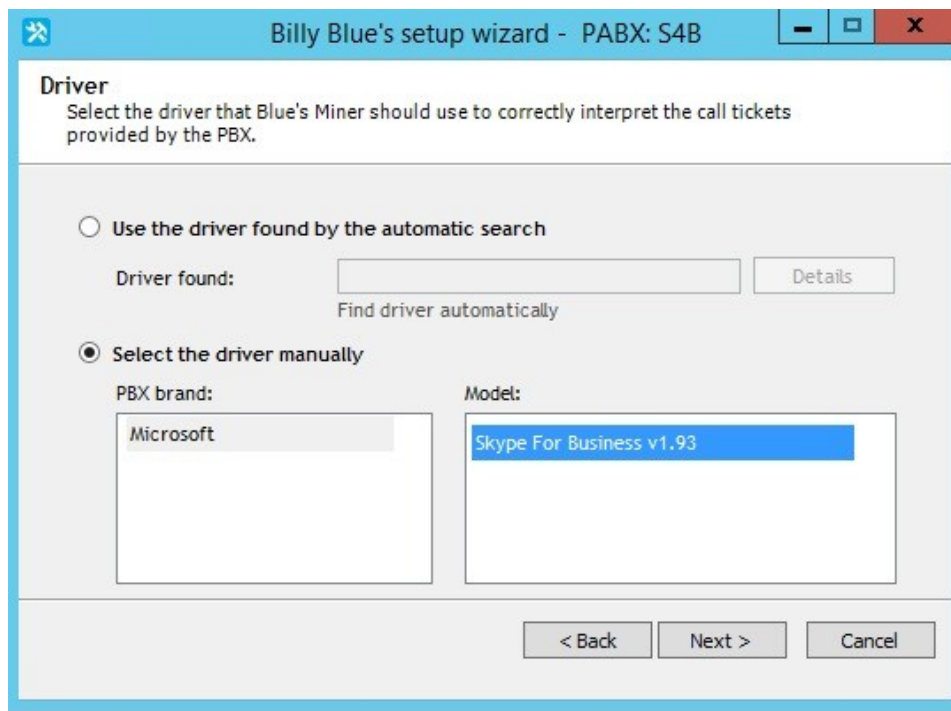 Billy Blue's setup wizard - PABX: S4B
Driver
Select the driver that Blue's Miner should use to correctly interpret the call tickets
provided by the PBX.
Use the driver found by the automatic search
Driver found:
Details
Find driver automatically
Select the driver manually
PBX brand:
Model:
Microsoft
Skype For Business v1.93
< Back
Next >
Cancel